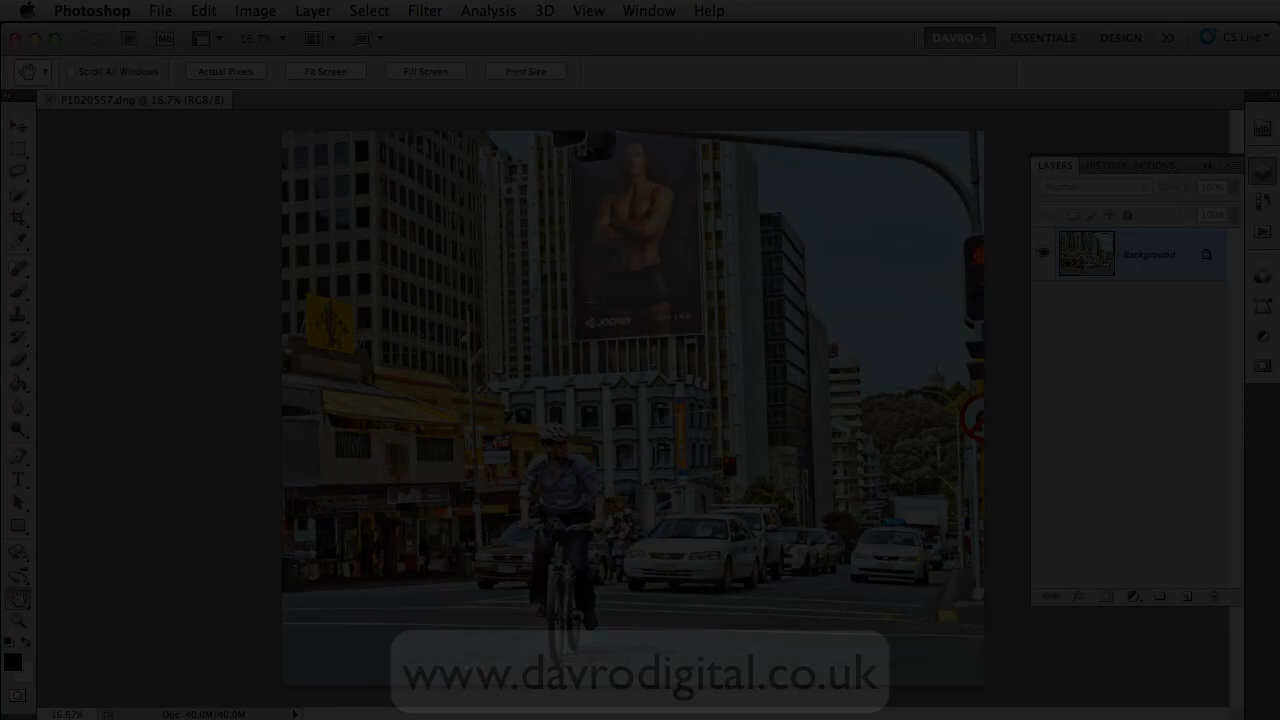 Photoshop File Edit Image Layer Select Filter Analysis 3D View Window Help
Br Mb 16.7% DAVRO-1 ESSENTIALS DESIGN CS Live
Scroll All Windows Actual Pixels Fit Screen Fill Screen Print Size
P1020557.dng @ 16.7% (RGB/8)
LAYERS HISTORY ACTIONS
Normal Opacity: 100%
Lock: Fill: 100%
Background
JOCKEY
www.davrodigital.co.uk
16.67% Doc: 40.0M/40.0M